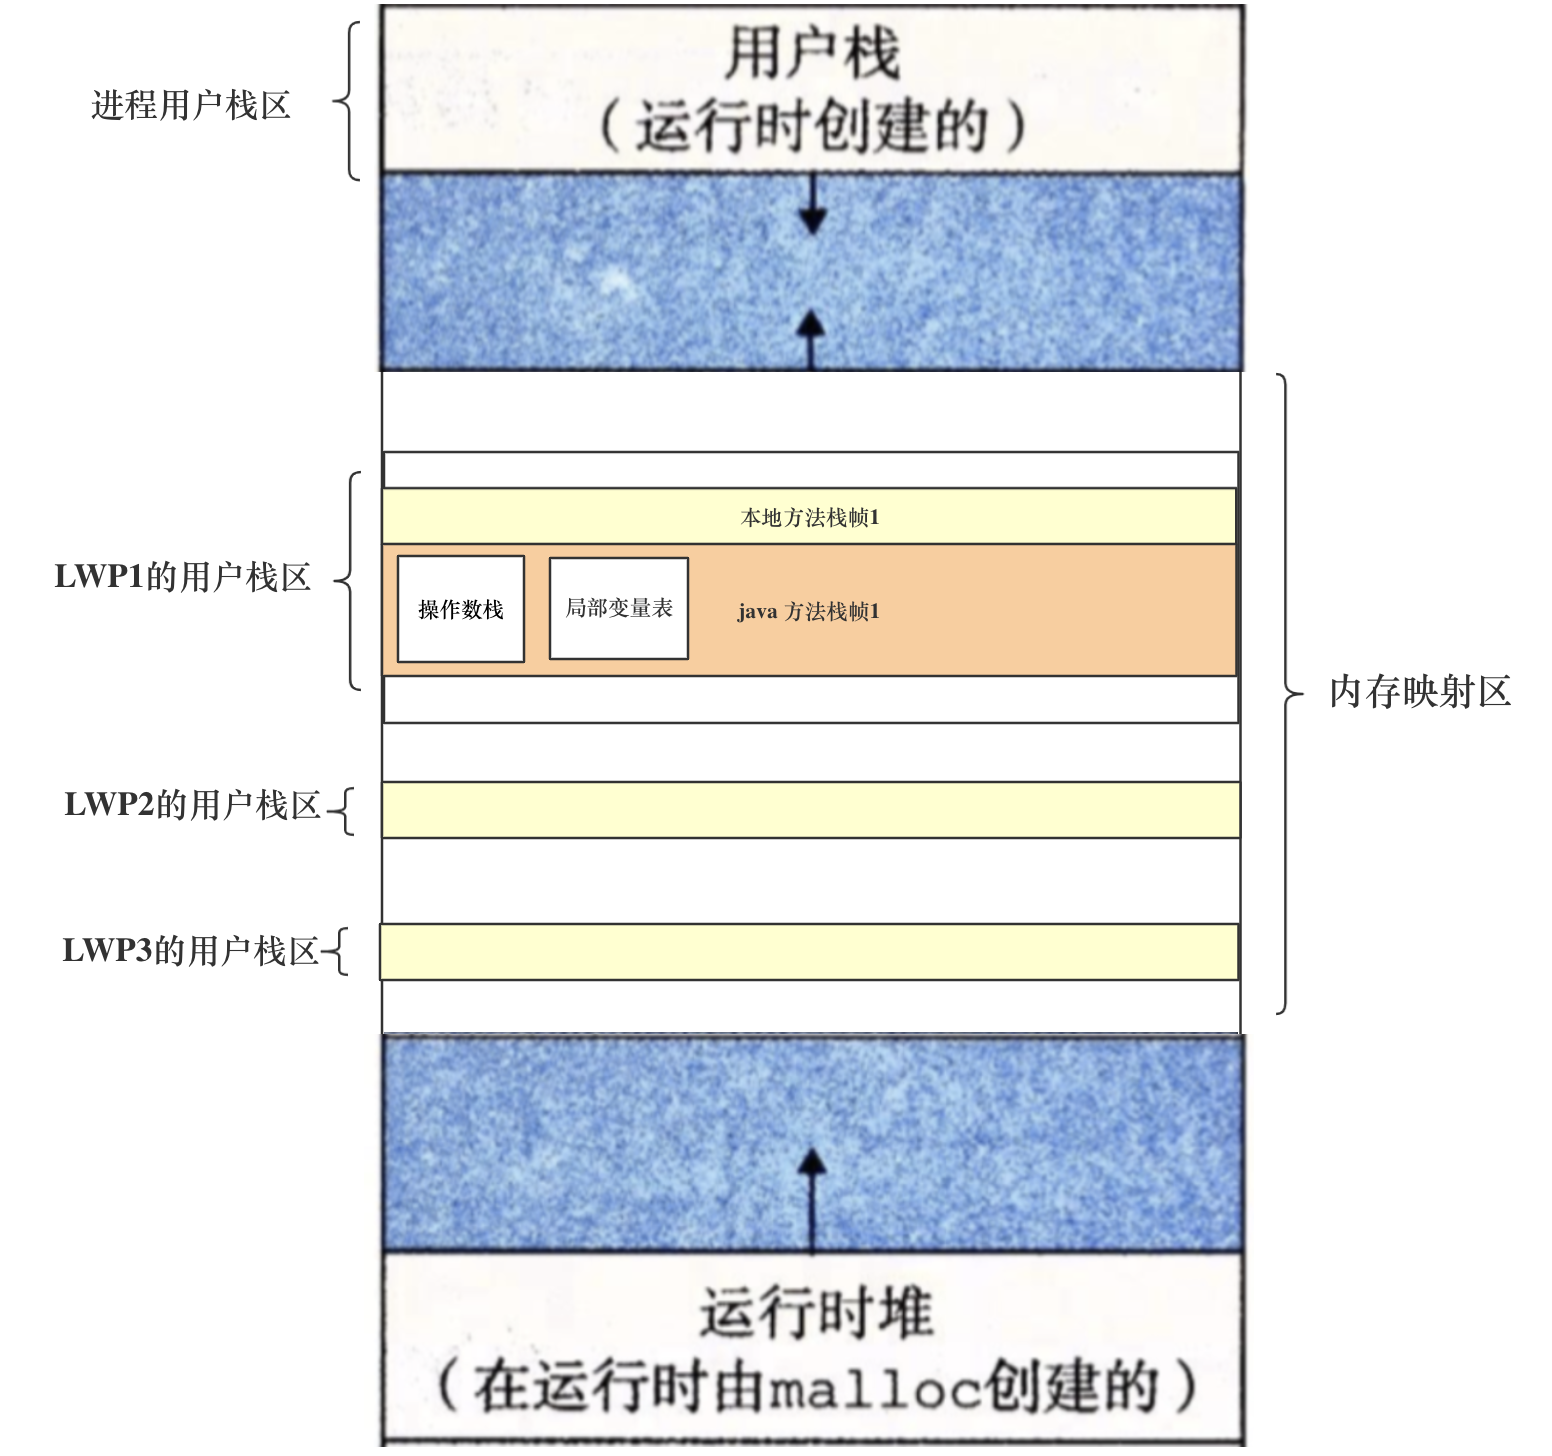 用户栈
（运行时创建的）
进程用户栈区
本地方法栈帧1
LWP1的用户栈区
操作数栈
局部变量表
java 方法栈帧1
内存映射区
LWP2的用户栈区
LWP3的用户栈区
运行时堆
（在运行时由malloc创建的）